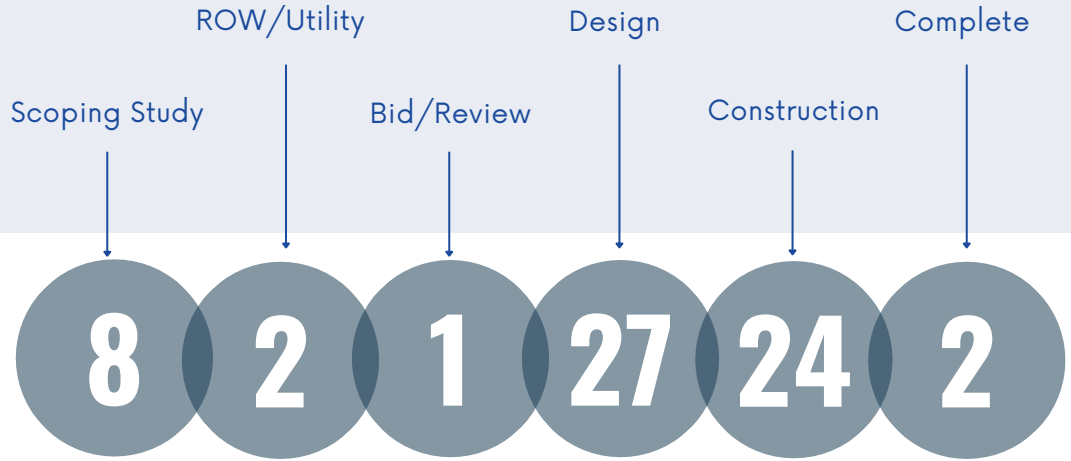 ROW/Utility
Design
Complete
Scoping Study
Bid/Review
Construction
8
2
1
27
24
2